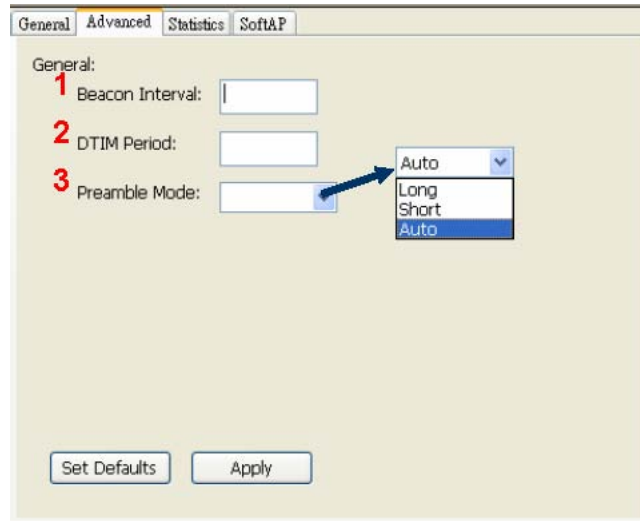 General Advanced Statistics SoftAP
General:
1 Beacon Interval:
2 DTIM Period:
3 Preamble Mode:
Auto
Long
Short
Auto
Set Defaults Apply